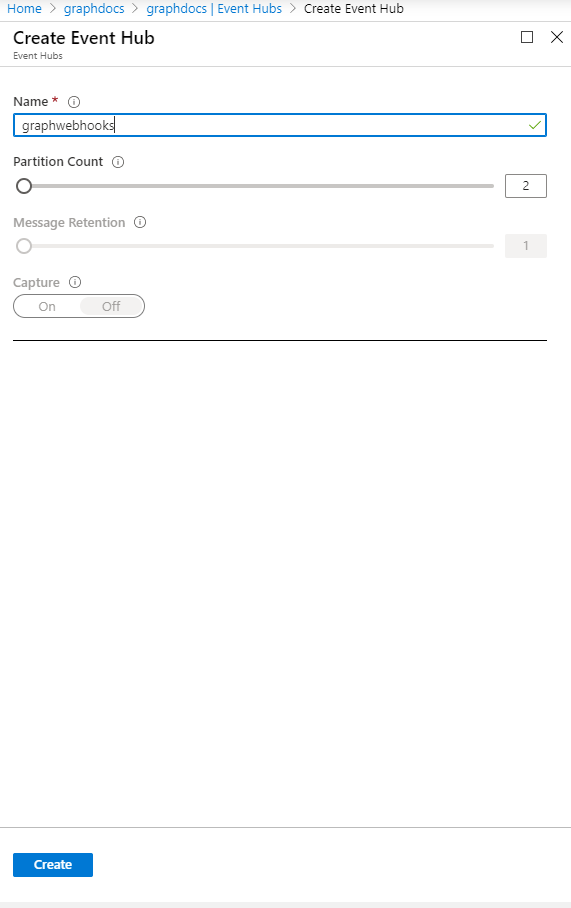 Home > graphdocs > graphdocs | Event Hubs > Create Event Hub
Create Event Hub
Event Hubs
Name *
graphwebhooks
Partition Count
2
Message Retention
1
Capture
On Off
Create